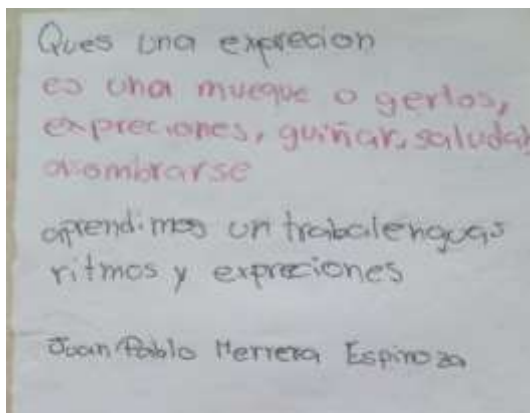 Ques una exprecion
es una mueque o gertos,
expreciones, guiñar, saludar
asombrarse
aprendimos un trabalenguas
ritmos y expreciones
Juan Pablo Herrera Espinoza